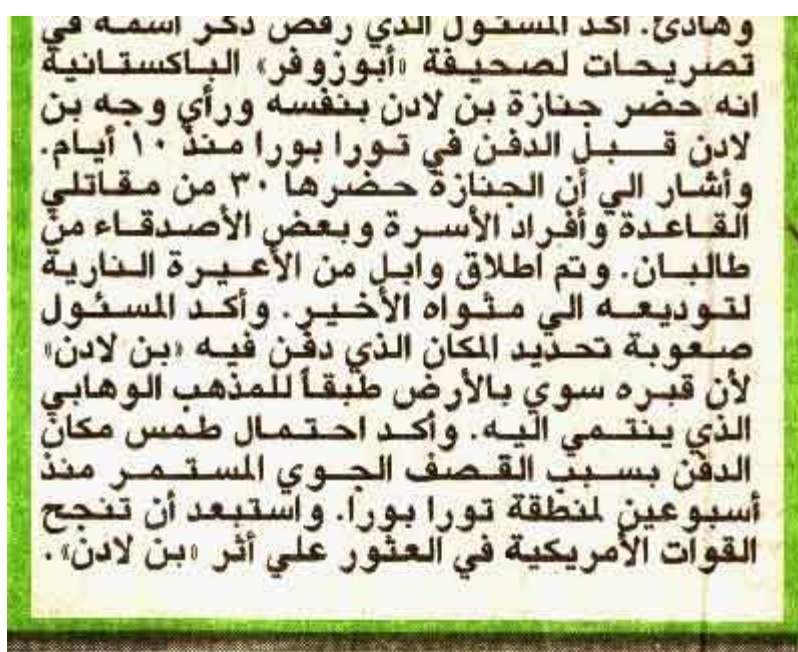 وهادئ. أكد المسئول الذي رفض ذكر اسمه في
تصريحات لصحيفة «أبوزوفر» الباكستانية
انه حضر جنازة بن لادن بنفسه ورأي وجه بن
لادن قبل الدفن في تورا بورا منذ ١٠ أيام.
وأشار الي أن الجنازة حضرها ٣٠ من مقاتلي
القاعدة وأفراد الأسرة وبعض الأصدقاء من
طالبان. وتم اطلاق وابل من الأعيرة النارية
لتوديعه الي مثواه الأخير. وأكد المسئول
صعوبة تحديد المكان الذي دفن فيه «بن لادن»
لأن قبره سوي بالأرض طبقاً للمذهب الوهابي
الذي ينتمي اليه. وأكد احتمال طمس مكان
الدفن بسبب القصف الجوي المستمر منذ
أسبوعين لمنطقة تورا بورا. واستبعد أن تنجح
القوات الأمريكية في العثور علي أثر «بن لادن».